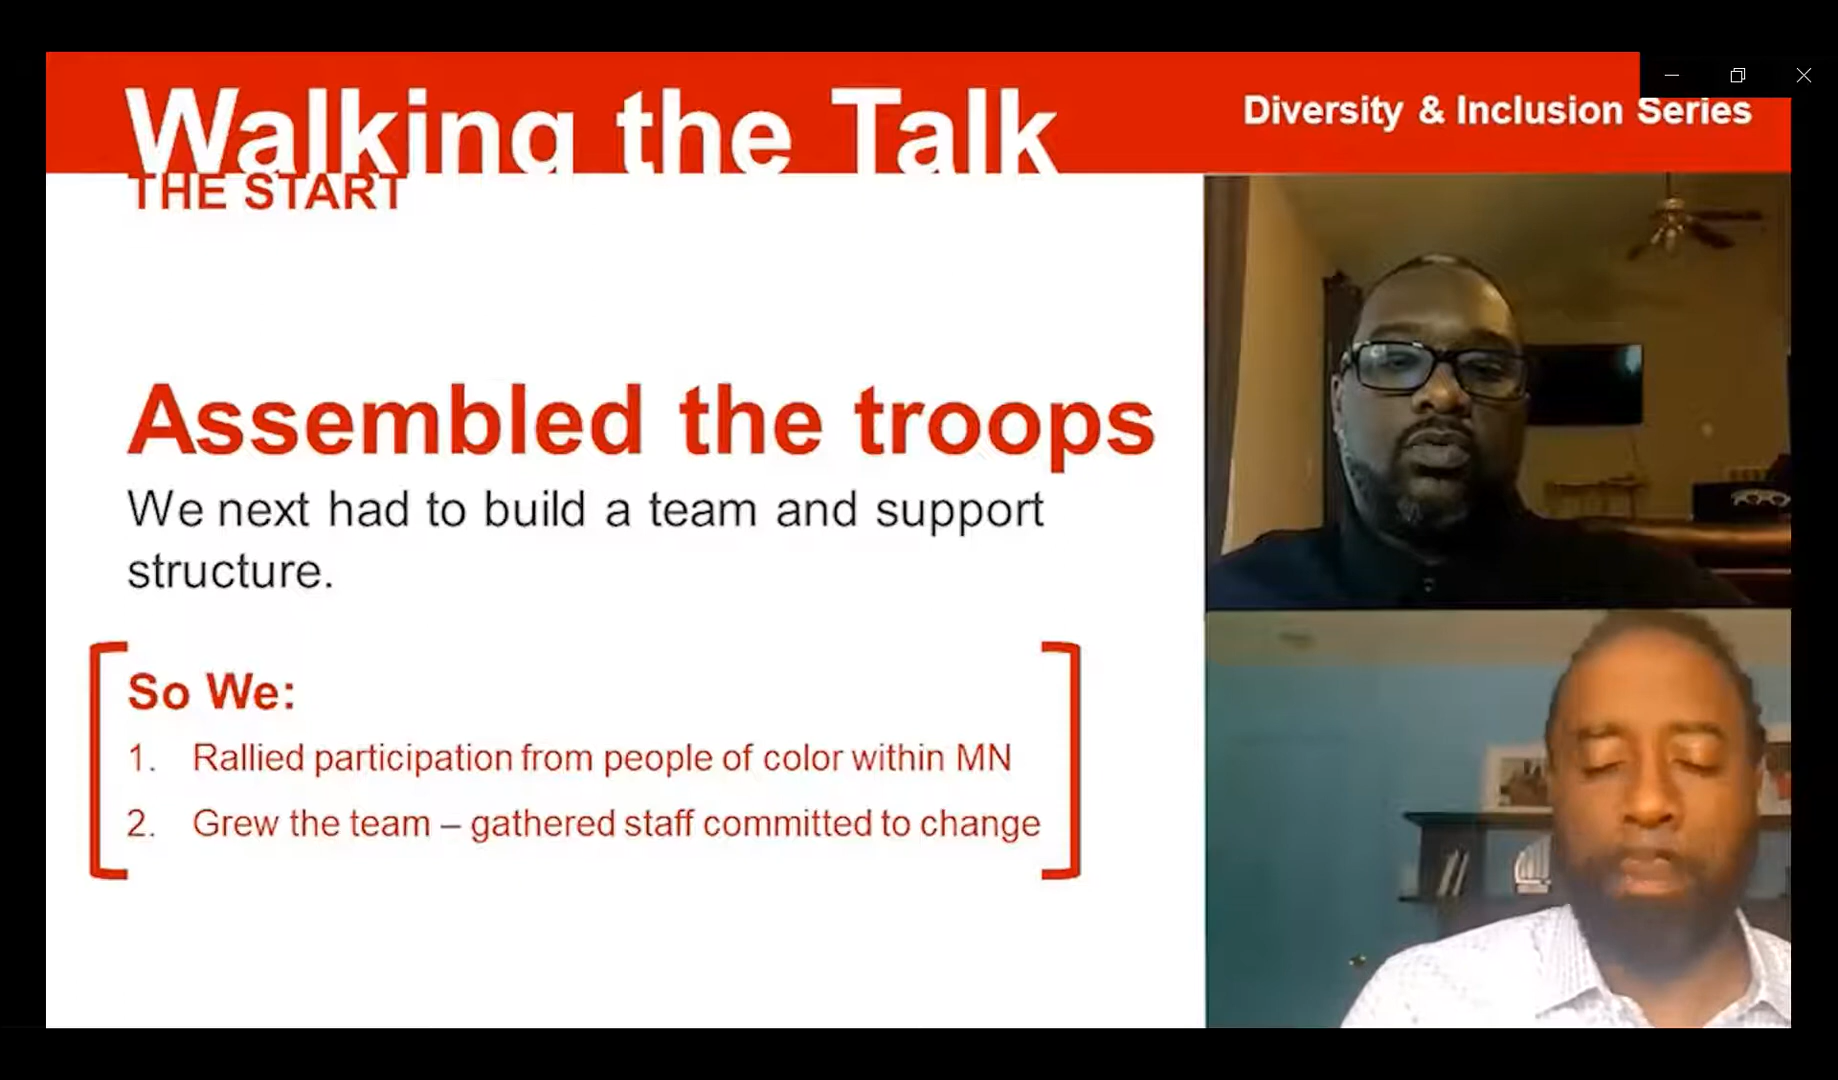 Walking the Talk
Diversity & Inclusion Series
THE START
Assembled the troops
We next had to build a team and support
structure.
So We:
1. Rallied participation from people of color within MN
2. Grew the team – gathered staff committed to change